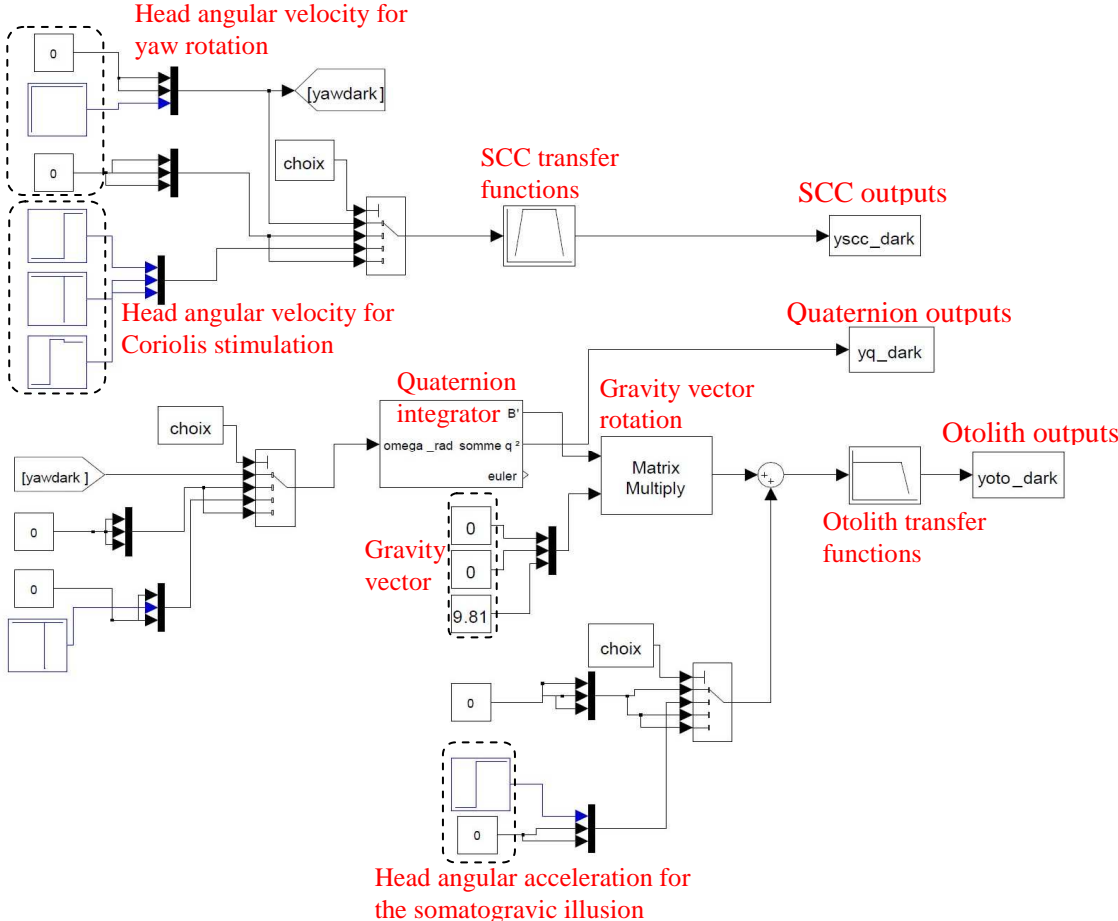 Head angular velocity for
yaw rotation
0
[yawdark]
choix
0
SCC transfer
functions
SCC outputs
yscc_dark
Head angular velocity for
Coriolis stimulation
Quaternion outputs
yq_dark
Quaternion
integrator
Gravity vector
rotation
choix
B'
omega _rad somme q ²
euler
Matrix
Multiply
+
+
Otolith outputs
yoto_dark
[yawdark ]
0
Otolith transfer
functions
Gravity
vector
0
0
9.81
0
choix
0
0
Head angular acceleration for
the somatogravic illusion